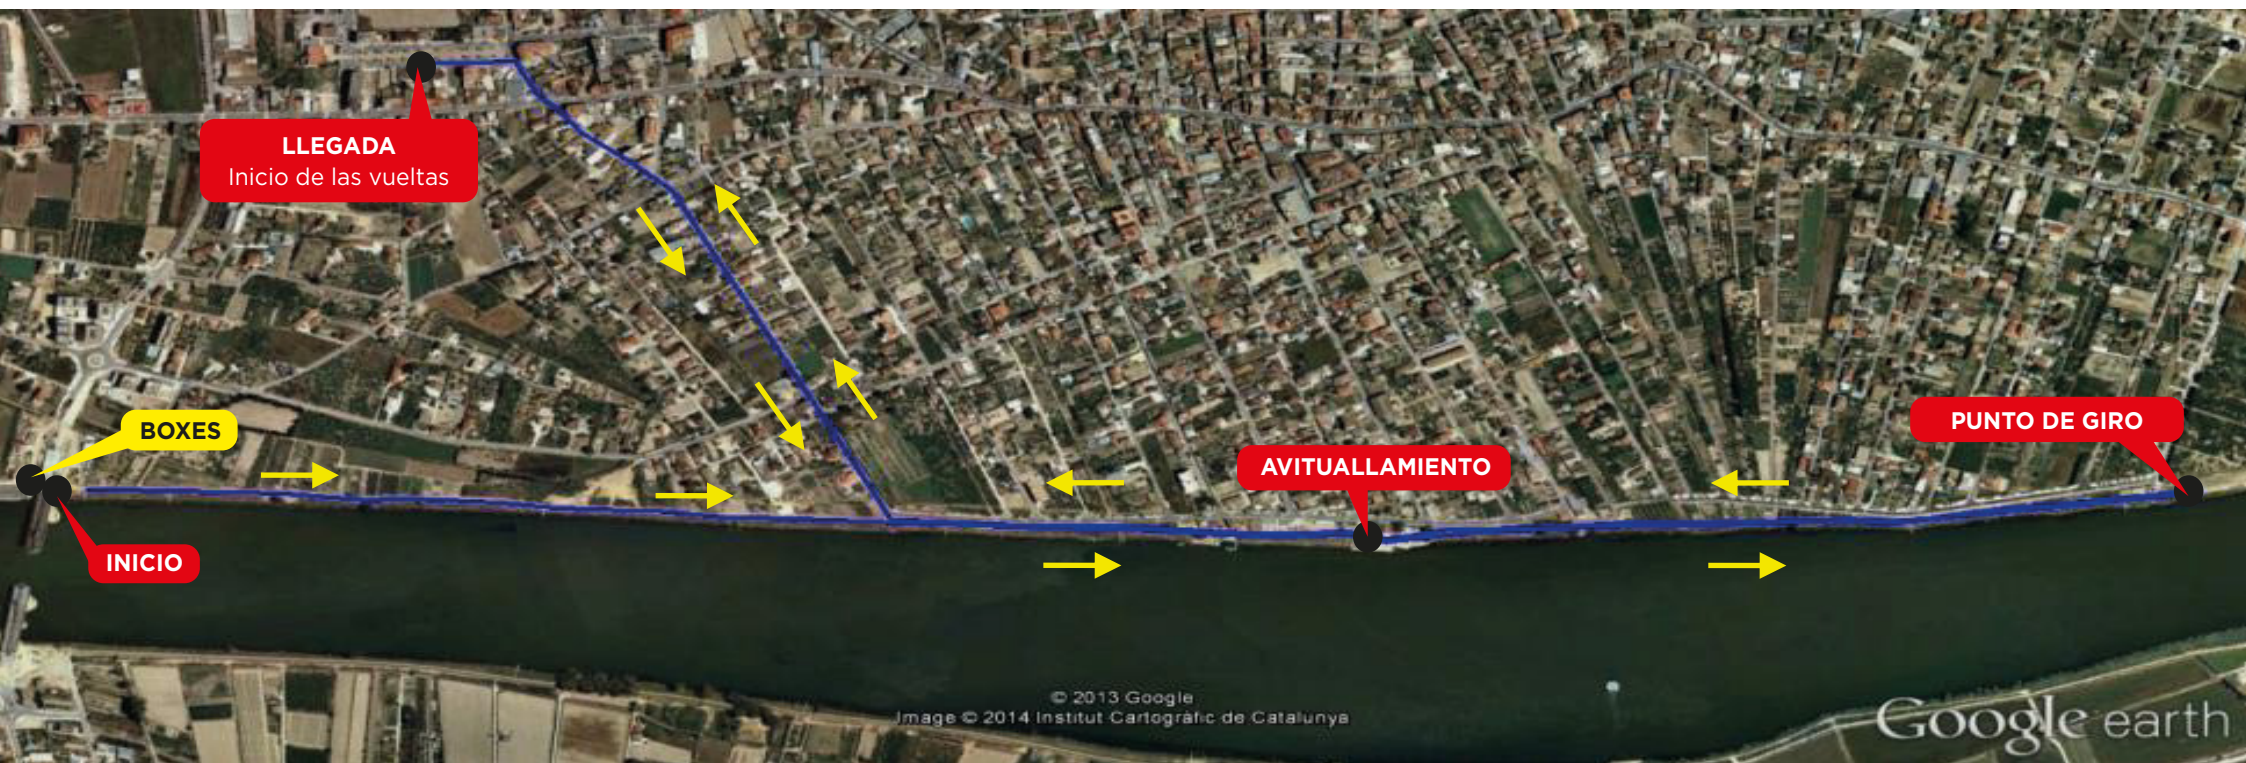 LLEGADA
Inicio de las vueltas
BOXES
INICIO
AVITUALLAMIENTO
PUNTO DE GIRO
© 2013 Google
Image © 2014 Institut Cartogràfic de Catalunya
Google earth